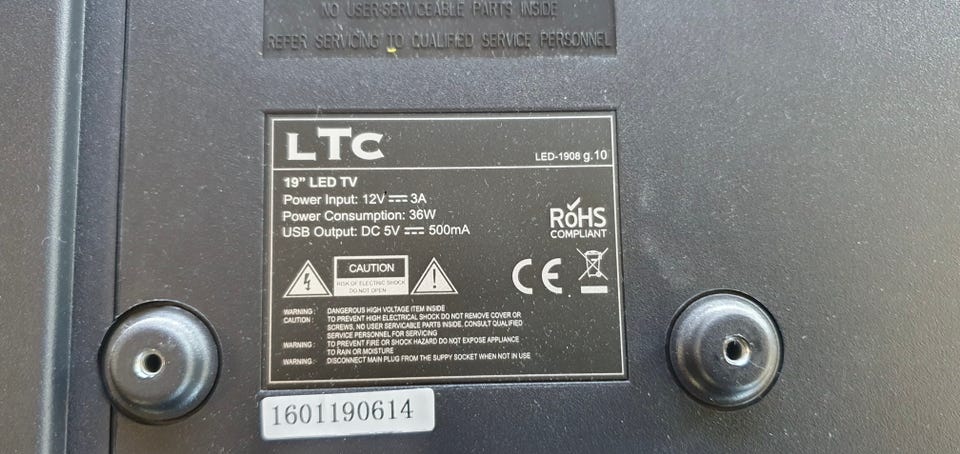 NO USER-SERVICEABLE PARTS INSIDE
REFER SERVICING TO QUALIFIED SERVICE PERSONNEL
LTC
LED-1908 g.10
19" LED TV
Power Input: 12V 3A
Power Consumption: 36W
USB Output: DC 5V 500mA
RoHS
COMPLIANT
CAUTION
RISK OF ELECTRIC SHOCK
DO NOT OPEN
CE
WARNING: DANGEROUS HIGH VOLTAGE ITEM INSIDE
CAUTION: TO PREVENT HIGH ELECTRICAL SHOCK DO NOT REMOVE COVER OR
SCREWS, NO USER SERVICABLE PARTS INSIDE, CONSULT QUALIFIED
SERVICE PERSONNEL FOR SERVICING
WARNING: TO PREVENT FIRE OR SHOCK HAZARD DO NOT EXPOSE APPLIANCE
TO RAIN OR MOISTURE
WARNING: DISCONNECT MAIN PLUG FROM THE SUPPY SOCKET WHEN NOT IN USE
1601190614